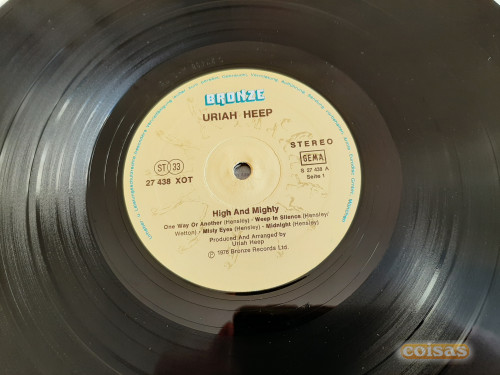 BRONZE
URIAH HEEP
STEREO
ST 33
GEMA
27 438 XOT
S 27 438 A
Seite 1
High And Mighty
One Way Or Another (Hensley) · Weep In Silence (Hensley/
Wetton) · Misty Eyes (Hensley) · Midnight (Hensley)
Produced And Arranged by
Uriah Heep
℗ 1976 Bronze Records Ltd.
coisas